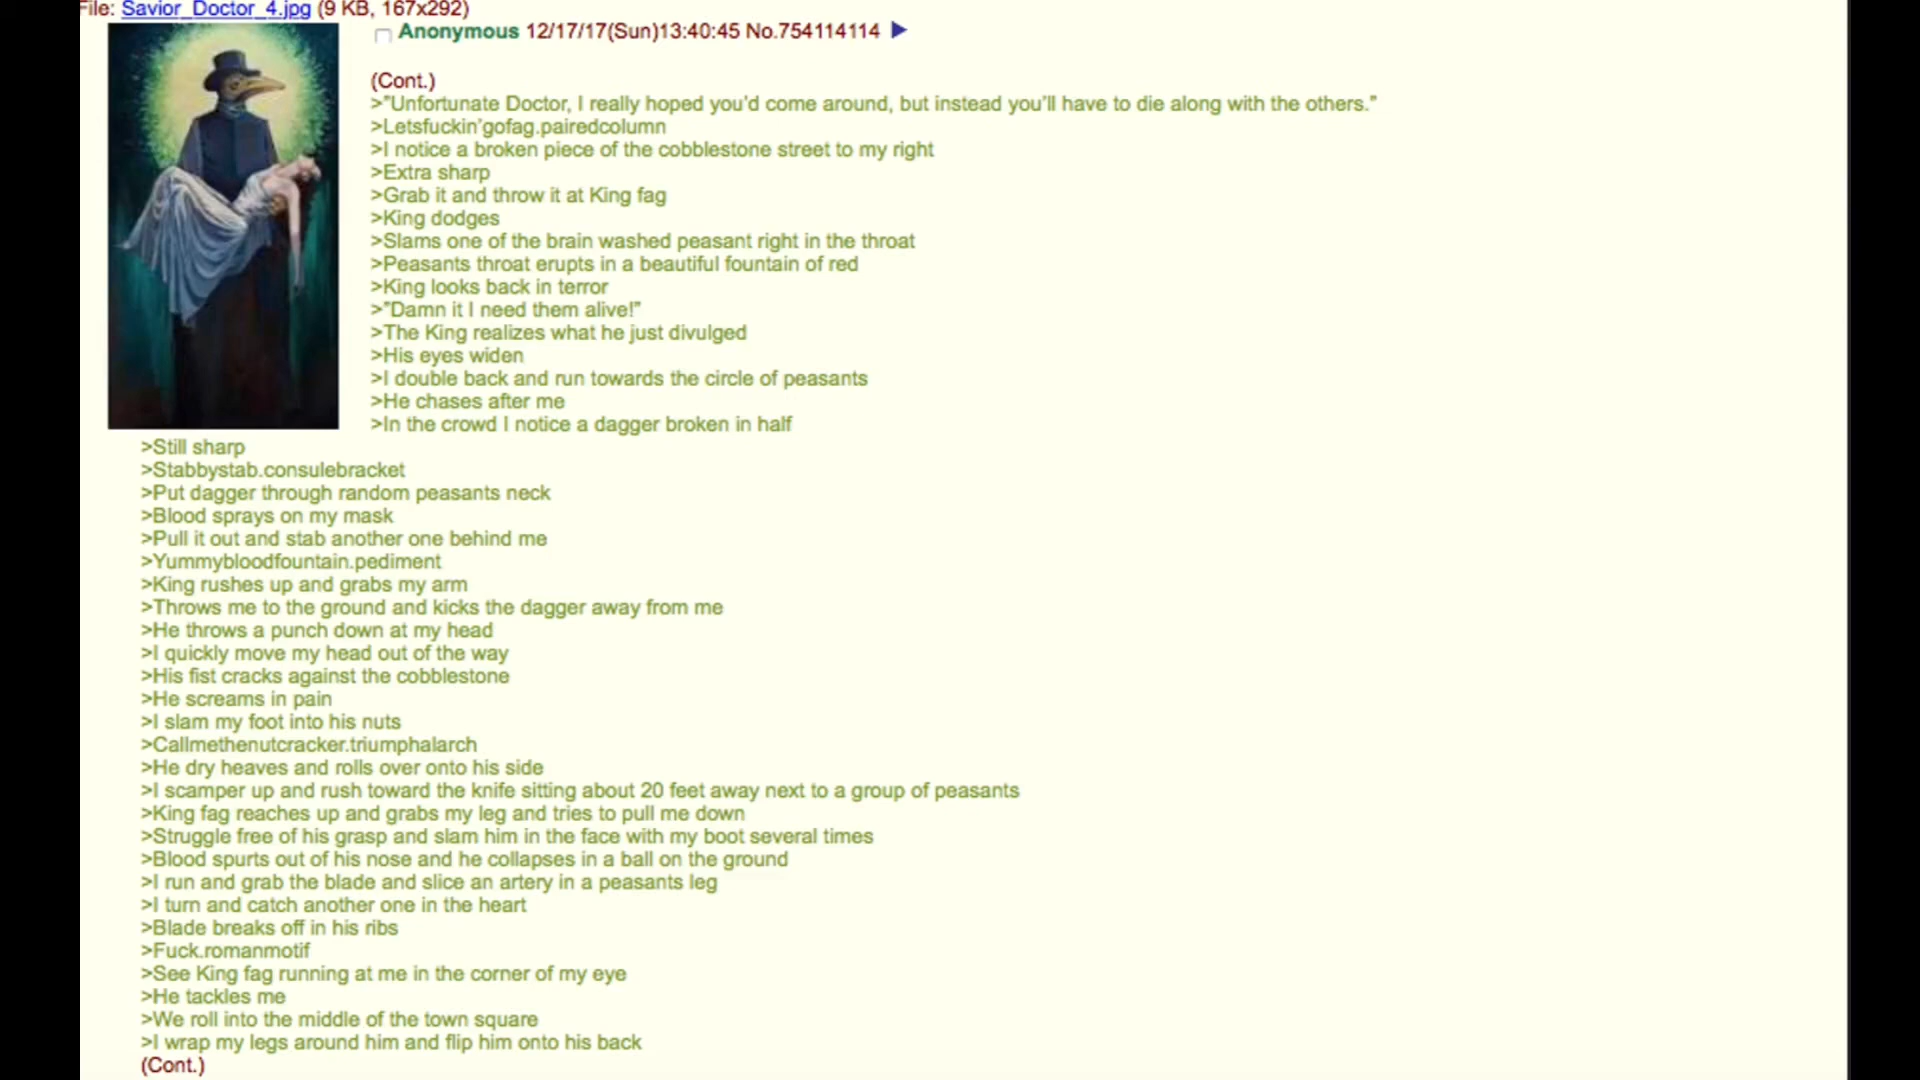 File: Savior_Doctor_4.jpg (9 KB, 167x292)
Anonymous 12/17/17(Sun)13:40:45 No.754114114
(Cont.)
>"Unfortunate Doctor, I really hoped you'd come around, but instead you'll have to die along with the others."
>Letsfuckin'gofag.pairedcolumn
>I notice a broken piece of the cobblestone street to my right
>Extra sharp
>Grab it and throw it at King fag
>King dodges
>Slams one of the brain washed peasant right in the throat
>Peasants throat erupts in a beautiful fountain of red
>King looks back in terror
>"Damn it I need them alive!"
>The King realizes what he just divulged
>His eyes widen
>I double back and run towards the circle of peasants
>He chases after me
>In the crowd I notice a dagger broken in half
>Still sharp
>Stabbystab.consulebracket
>Put dagger through random peasants neck
>Blood sprays on my mask
>Pull it out and stab another one behind me
>Yummybloodfountain.pediment
>King rushes up and grabs my arm
>Throws me to the ground and kicks the dagger away from me
>He throws a punch down at my head
>I quickly move my head out of the way
>His fist cracks against the cobblestone
>He screams in pain
>I slam my foot into his nuts
>Callmethenutcracker.triumphalarch
>He dry heaves and rolls over onto his side
>I scamper up and rush toward the knife sitting about 20 feet away next to a group of peasants
>King fag reaches up and grabs my leg and tries to pull me down
>Struggle free of his grasp and slam him in the face with my boot several times
>Blood spurts out of his nose and he collapses in a ball on the ground
>I run and grab the blade and slice an artery in a peasants leg
>I turn and catch another one in the heart
>Blade breaks off in his ribs
>Fuck.romanmotif
>See King fag running at me in the corner of my eye
>He tackles me
>We roll into the middle of the town square
>I wrap my legs around him and flip him onto his back
(Cont.)